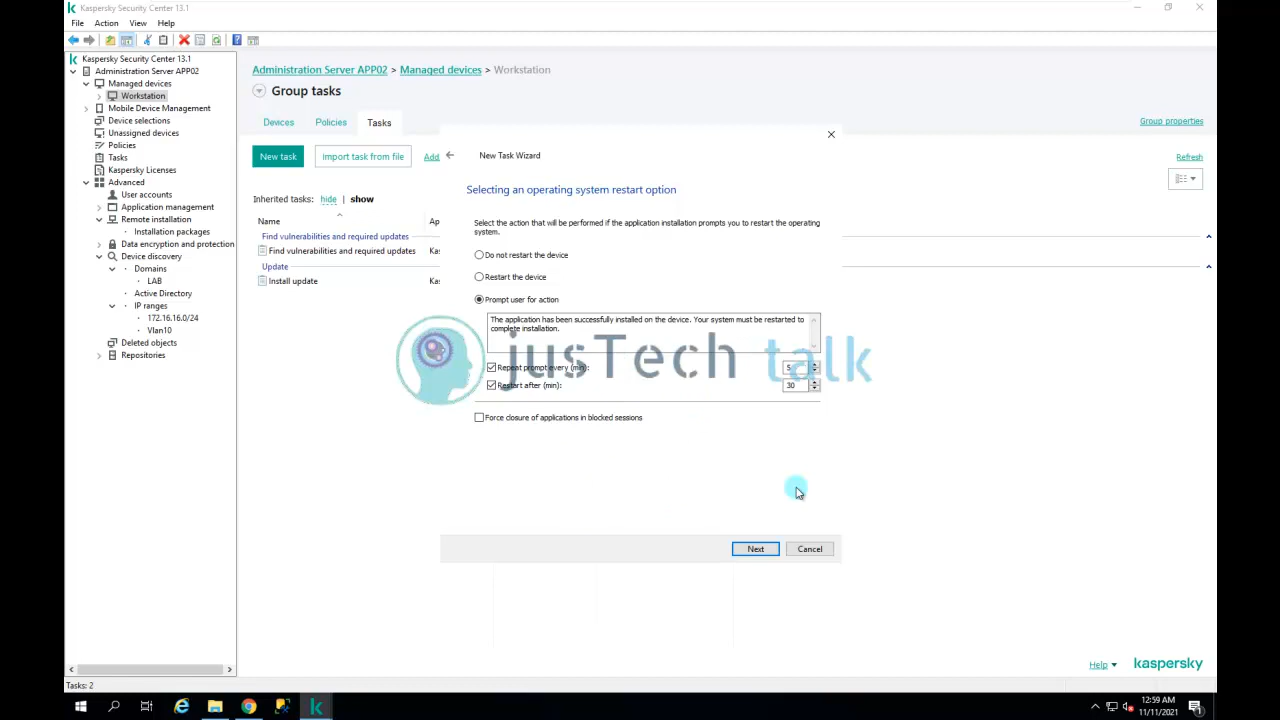 Kaspersky Security Center 13.1
File Action View Help
Kaspersky Security Center 13.1
Administration Server APP02
Managed devices
Workstation
Mobile Device Management
Device selections
Unassigned devices
Policies
Tasks
Kaspersky Licenses
Advanced
User accounts
Application management
Remote installation
Installation packages
Data encryption and protection
Device discovery
Domains
LAB
Active Directory
IP ranges
172.16.16.0/24
Vlan10
Deleted objects
Repositories
Administration Server APP02 > Managed devices > Workstation
Group tasks
Devices Policies Tasks
Group properties
New task Import task from file Add
Refresh
Inherited tasks: hide | show
Name Ap
Find vulnerabilities and required updates
Find vulnerabilities and required updates Kas
Update
Install update Kas
New Task Wizard
Selecting an operating system restart option
Select the action that will be performed if the application installation prompts you to restart the operating
system.
Do not restart the device
Restart the device
Prompt user for action
The application has been successfully installed on the device. Your system must be restarted to
complete installation.
Repeat prompt every (min): 5
Restart after (min): 30
Force closure of applications in blocked sessions
Next Cancel
jusTech talk
Help kaspersky
Tasks: 2
12:59 AM
11/11/2021
1